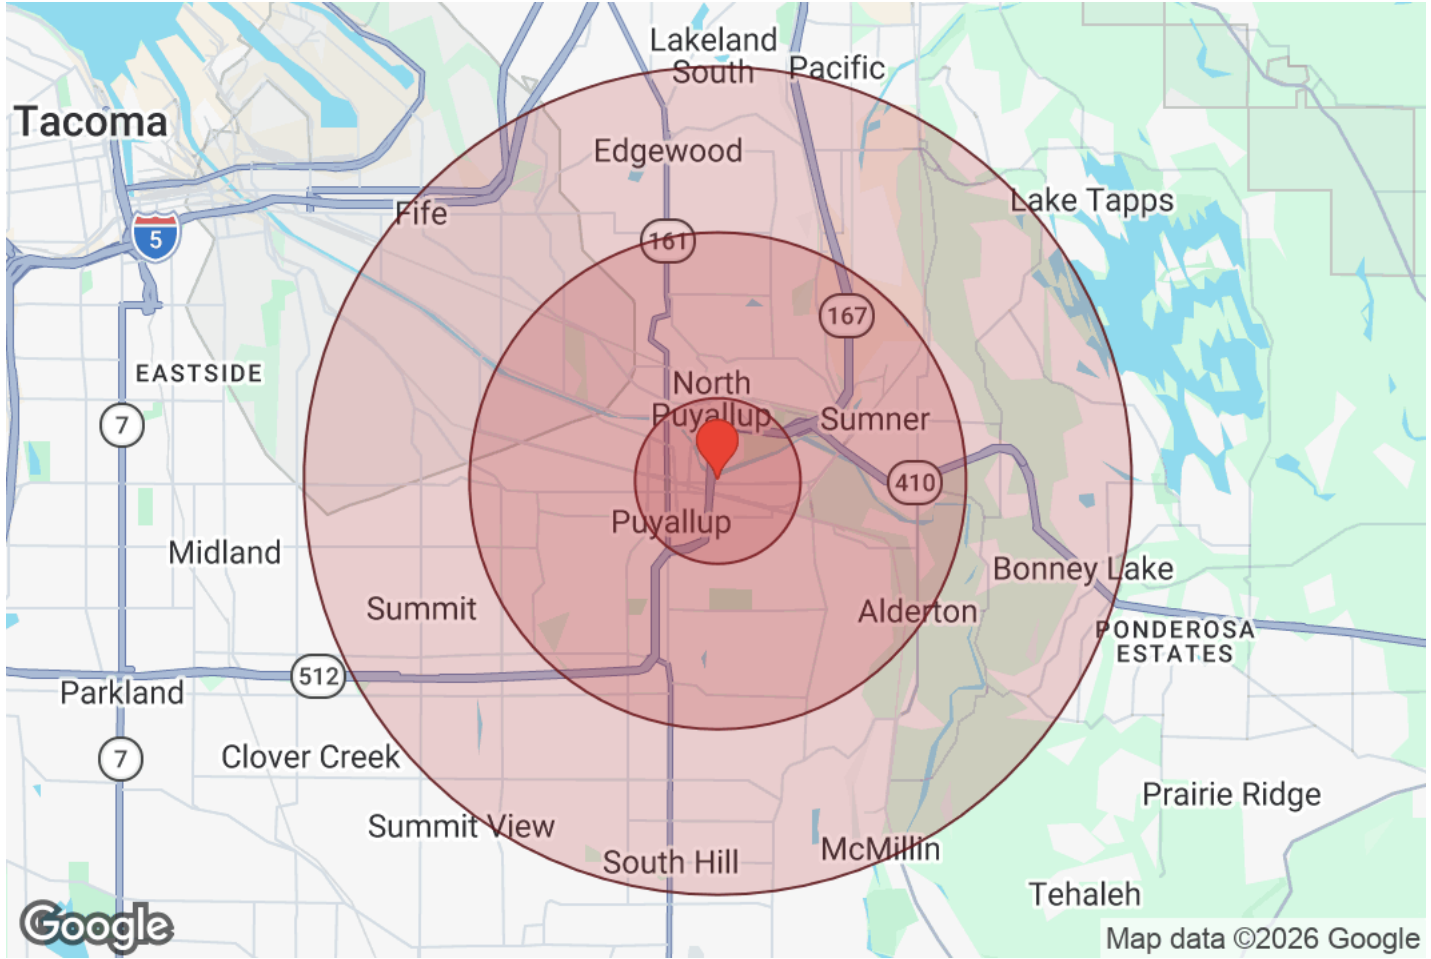 Lakeland
South
Pacific
Tacoma
Edgewood
Lake Tapps
Fife
5
161
167
EASTSIDE
North
Puyallup
7
Sumner
410
Puyallup
Midland
Bonney Lake
Summit
Alderton
PONDEROSA
ESTATES
512
Parkland
7
Clover Creek
Prairie Ridge
Summit View
South Hill
McMillin
Tehaleh
Google
Map data ©2026 Google